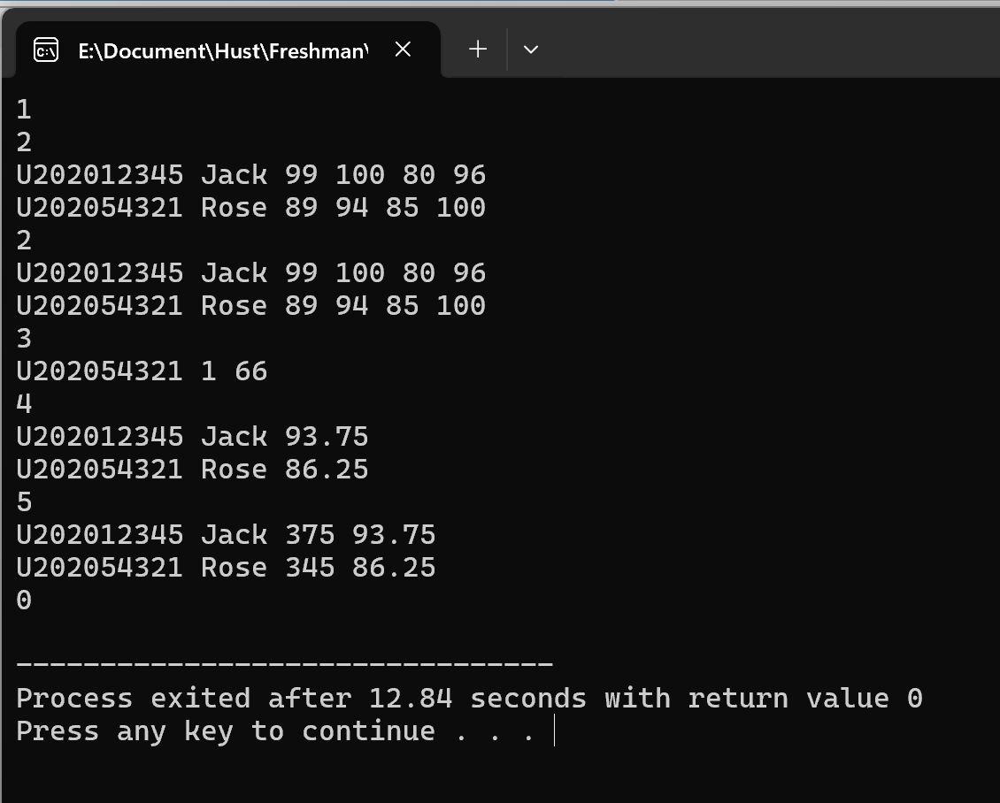 E:\Document\Hust\Freshman\
1
2
U202012345 Jack 99 100 80 96
U202054321 Rose 89 94 85 100
2
U202012345 Jack 99 100 80 96
U202054321 Rose 89 94 85 100
3
U202054321 1 66
4
U202012345 Jack 93.75
U202054321 Rose 86.25
5
U202012345 Jack 375 93.75
U202054321 Rose 345 86.25
0
--------------------------------
Process exited after 12.84 seconds with return value 0
Press any key to continue . . .